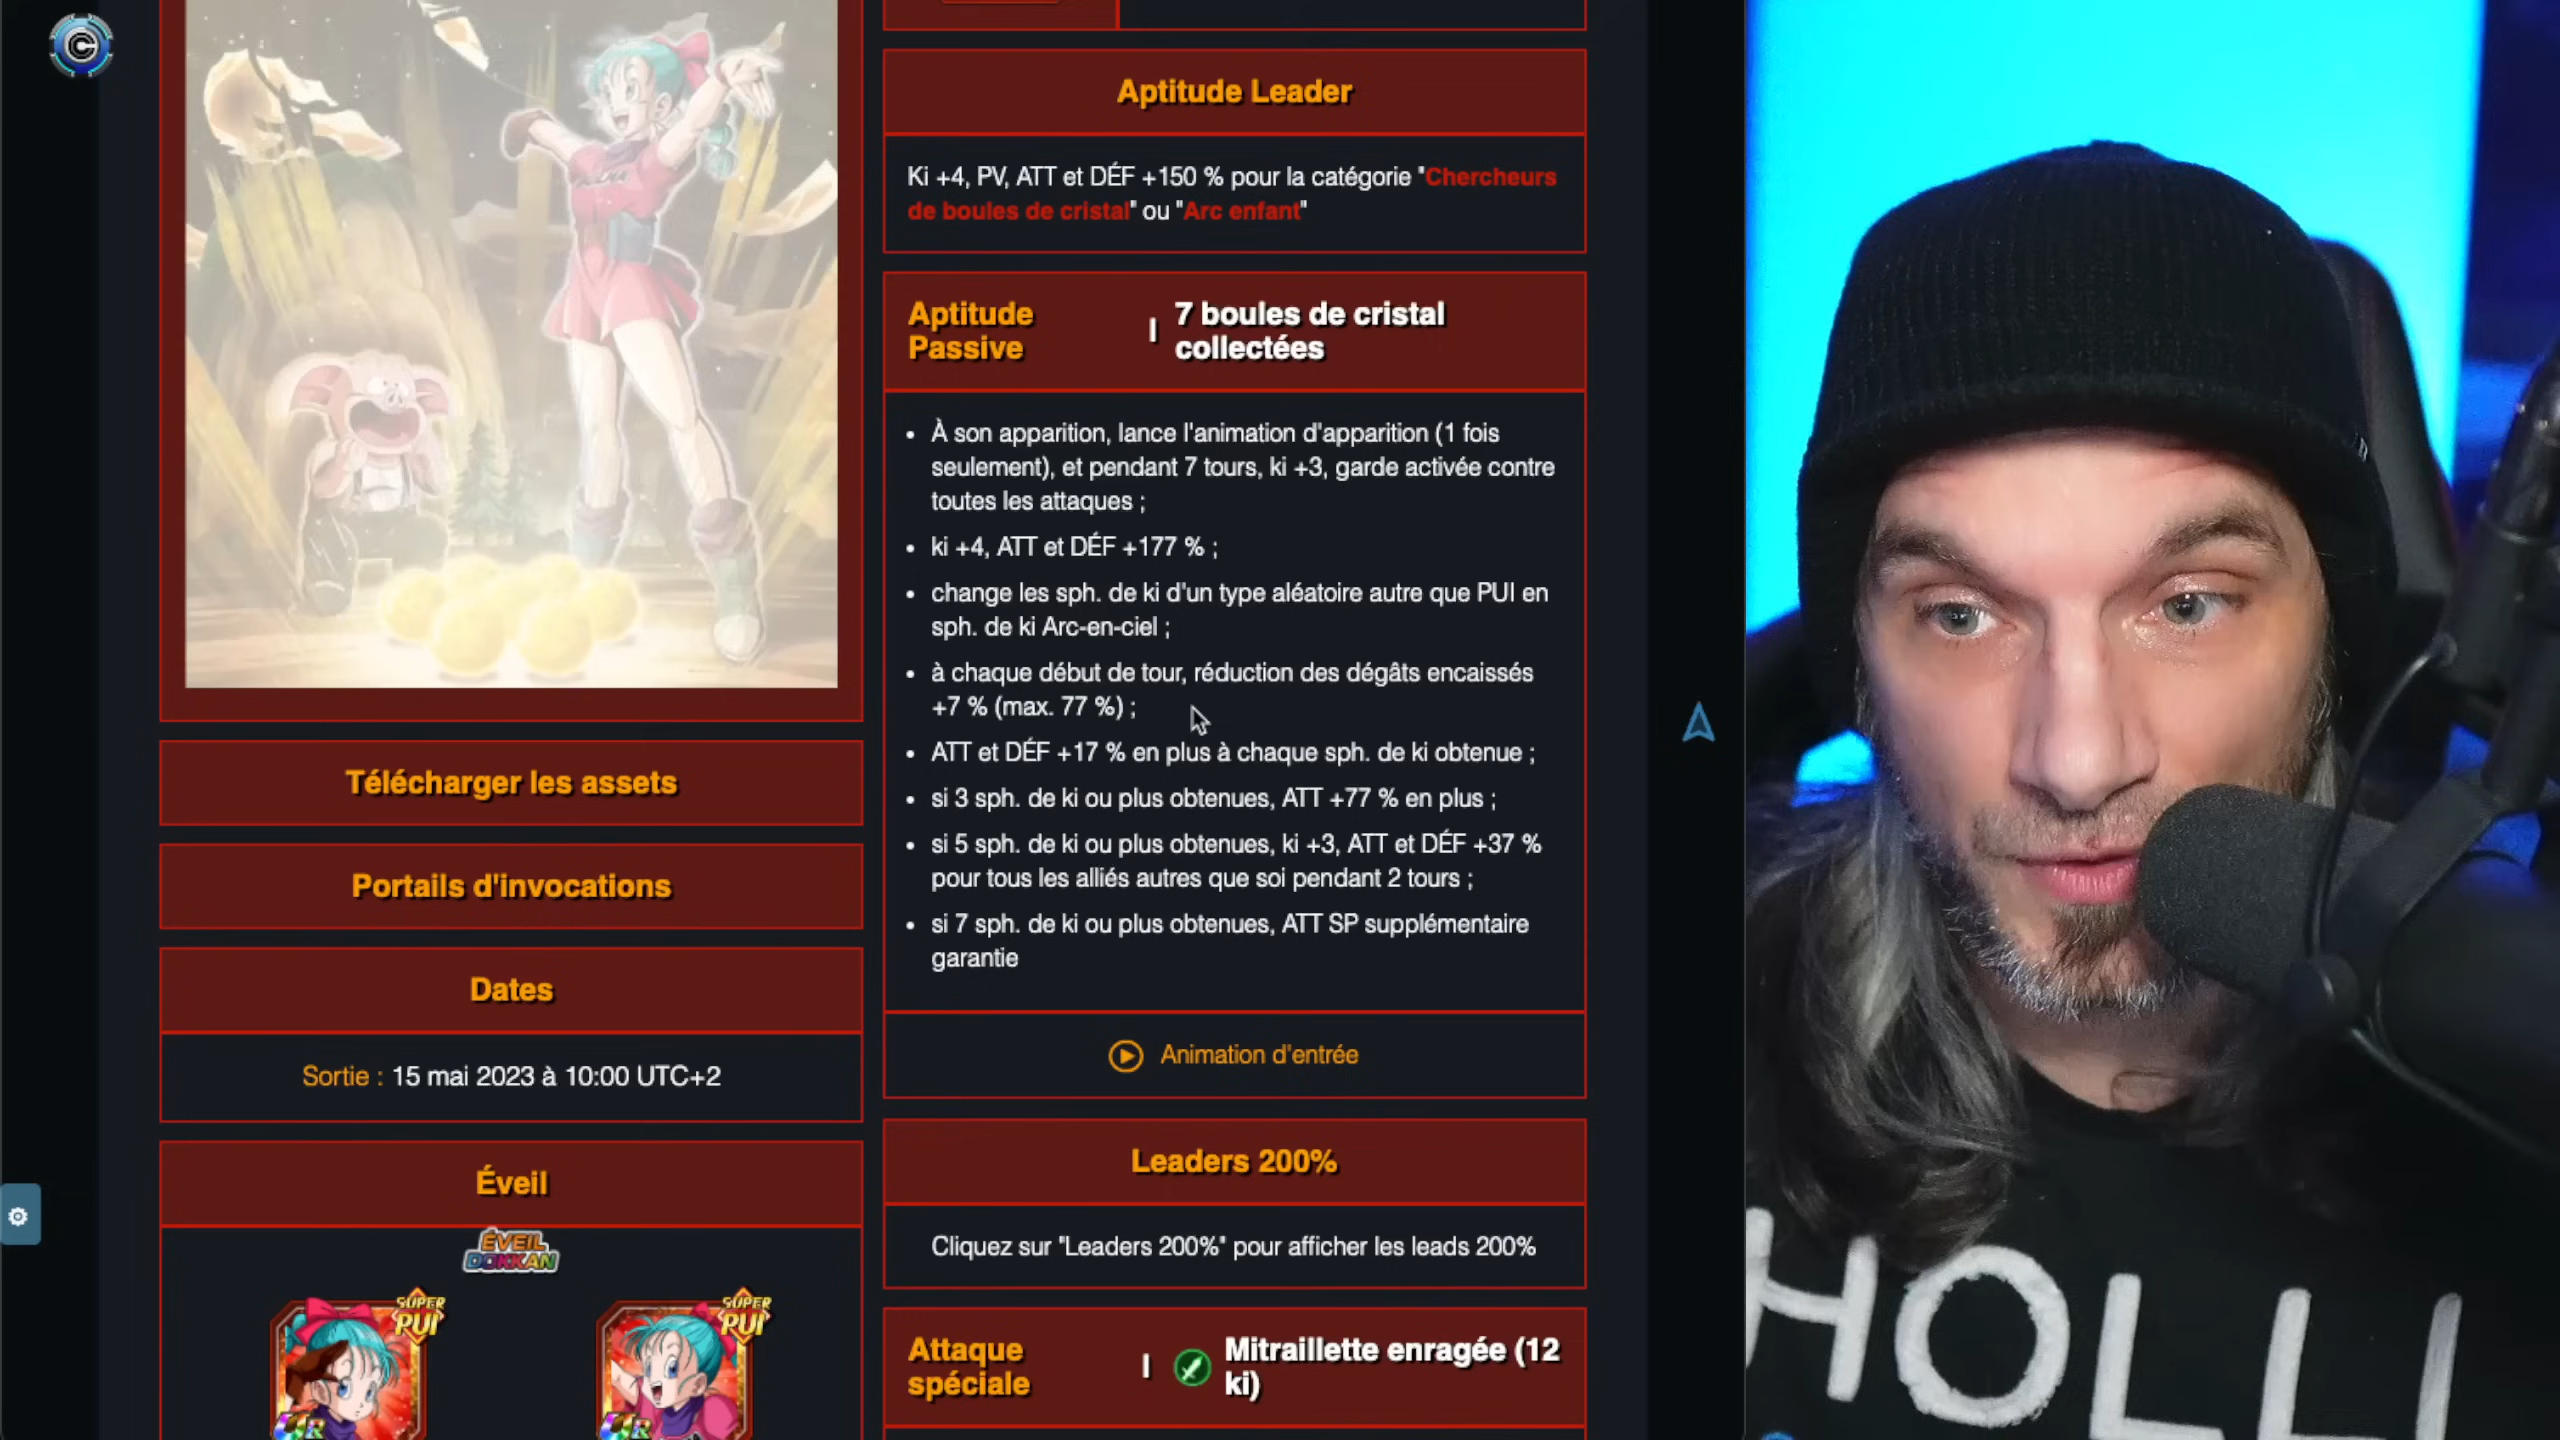 Aptitude Leader
Ki +4, PV, ATT et DÉF +150 % pour la catégorie "Chercheurs
de boules de cristal" ou "Arc enfant"
Aptitude
Passive
7 boules de cristal
collectées
À son apparition, lance l'animation d'apparition (1 fois
seulement), et pendant 7 tours, ki +3, garde activée contre
toutes les attaques ;
ki +4, ATT et DÉF +177 % ;
change les sph. de ki d'un type aléatoire autre que PUI en
sph. de ki Arc-en-ciel ;
à chaque début de tour, réduction des dégâts encaissés
+7 % (max. 77 %) ;
ATT et DÉF +17 % en plus à chaque sph. de ki obtenue ;
si 3 sph. de ki ou plus obtenues, ATT +77 % en plus ;
si 5 sph. de ki ou plus obtenues, ki +3, ATT et DÉF +37 %
pour tous les alliés autres que soi pendant 2 tours ;
si 7 sph. de ki ou plus obtenues, ATT SP supplémentaire
garantie
Animation d'entrée
Leaders 200%
Cliquez sur "Leaders 200%" pour afficher les leads 200%
Attaque
spéciale
Mitraillette enragée (12
ki)
Télécharger les assets
Portails d'invocations
Dates
Sortie : 15 mai 2023 à 10:00 UTC+2
Éveil
ÉVEIL
DOKKAN
SUPER
PUI
UR
SUPER
PUI
UR
HOLLY